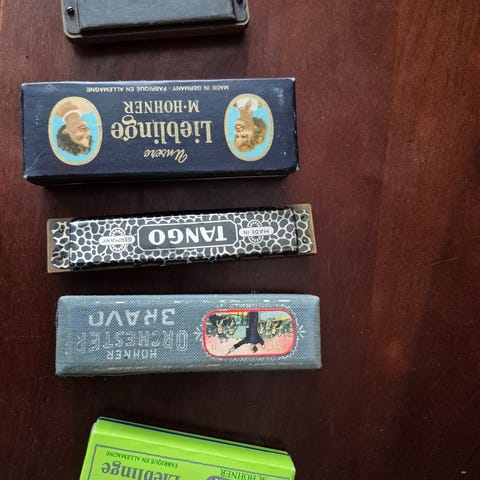 Unsere
Lieblinge
M·HOHNER
MADE IN GERMANY - FABRIQUE EN ALLEMAGNE
MADE IN TANGO GERMANY
HOHNER
ORCHESTER
BRAVO
Lieblinge
M.HOHNER
FABRIQUE EN ALLEMAGNE